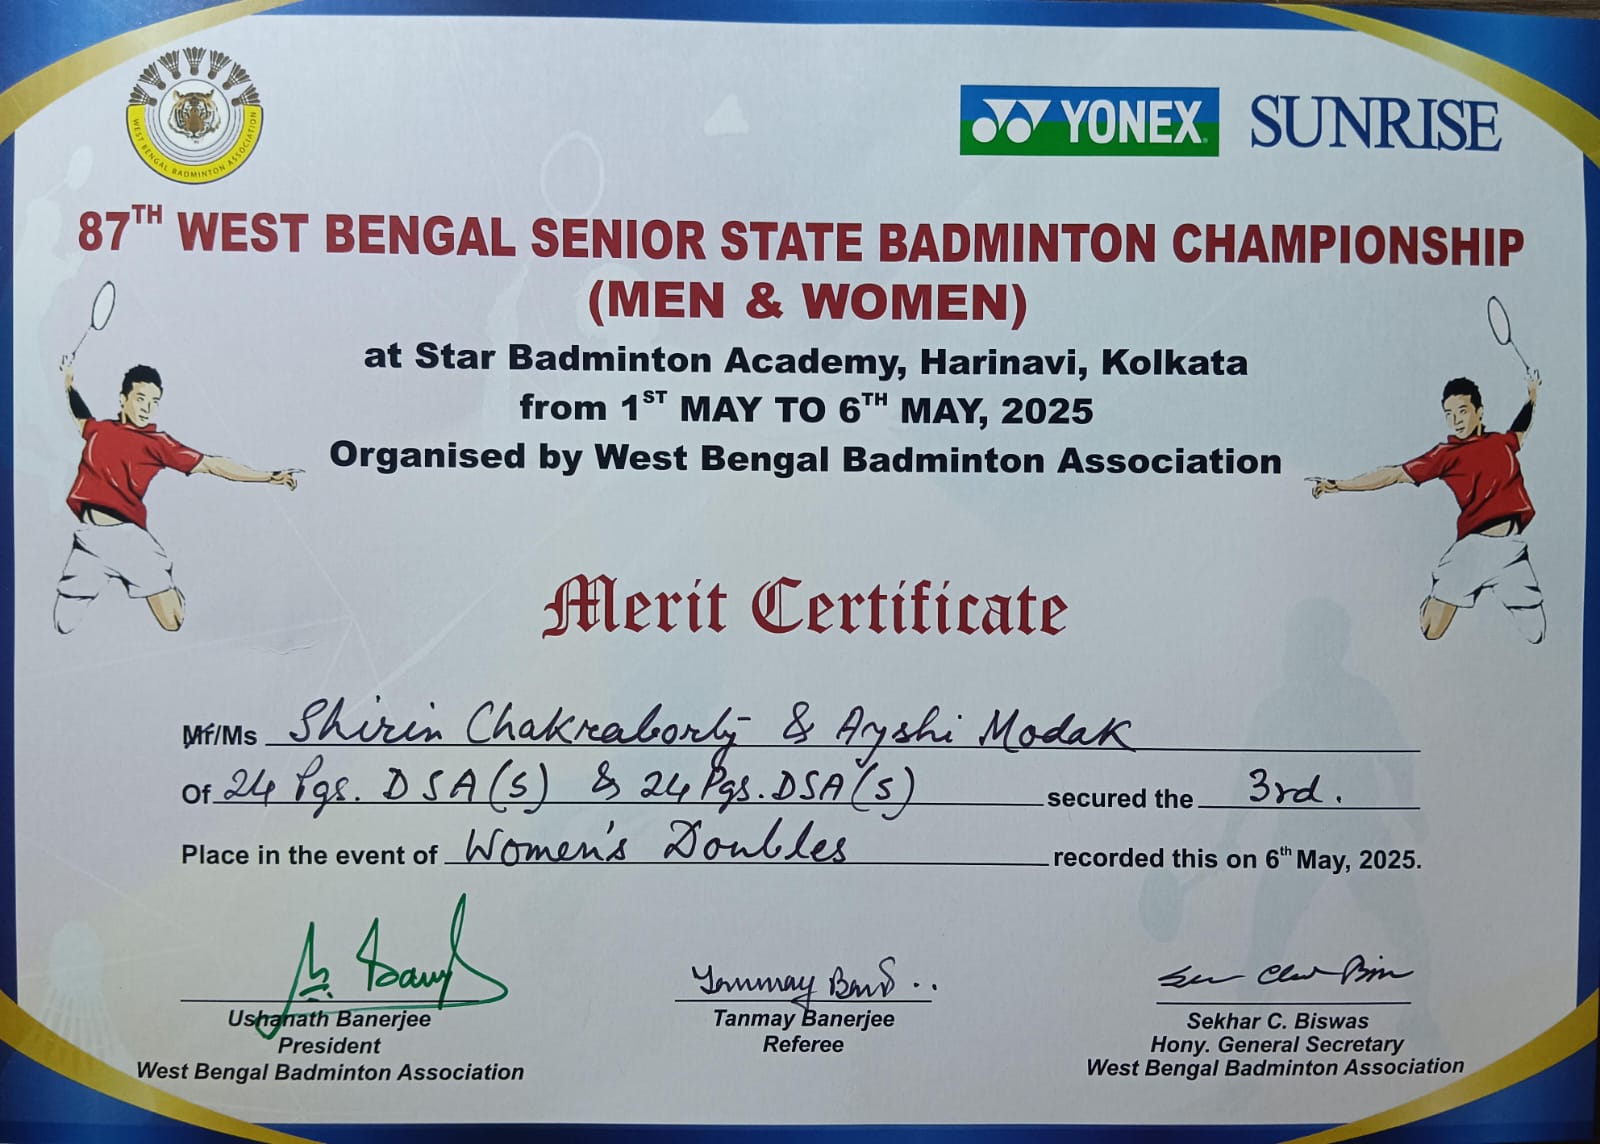 WEST BENGAL BADMINTON ASSOCIATION
YONEX SUNRISE
87TH WEST BENGAL SENIOR STATE BADMINTON CHAMPIONSHIP
(MEN & WOMEN)
at Star Badminton Academy, Harinavi, Kolkata
from 1ST MAY TO 6TH MAY, 2025
Organised by West Bengal Badminton Association
Merit Certificate
Mr/Ms Shirin Chakraborty & Ayshi Modak
Of 24 Pgs. DSA(S) & 24 Pgs. DSA(S) secured the 3rd.
Place in the event of Women's Doubles recorded this on 6th May, 2025.
Tanmay
Ushanath Banerjee Tanmay Banerjee Sekhar C. Biswas
President Referee Hony. General Secretary
West Bengal Badminton Association West Bengal Badminton Association